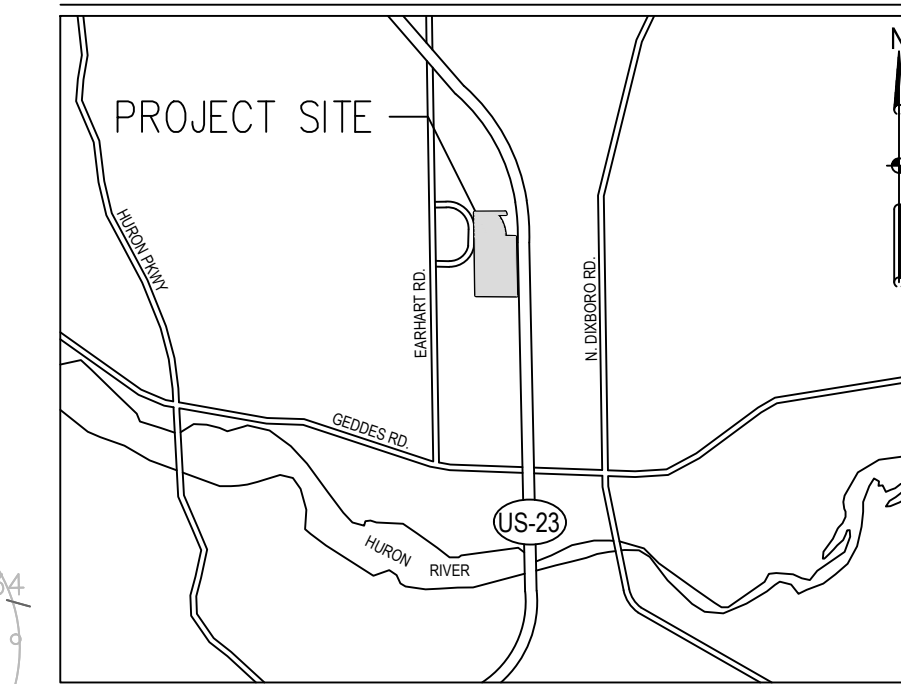 N
PROJECT SITE
HURON PKWY
EARHART RD.
N. DIXBORO RD.
GEDDES RD.
US-23
HURON
RIVER